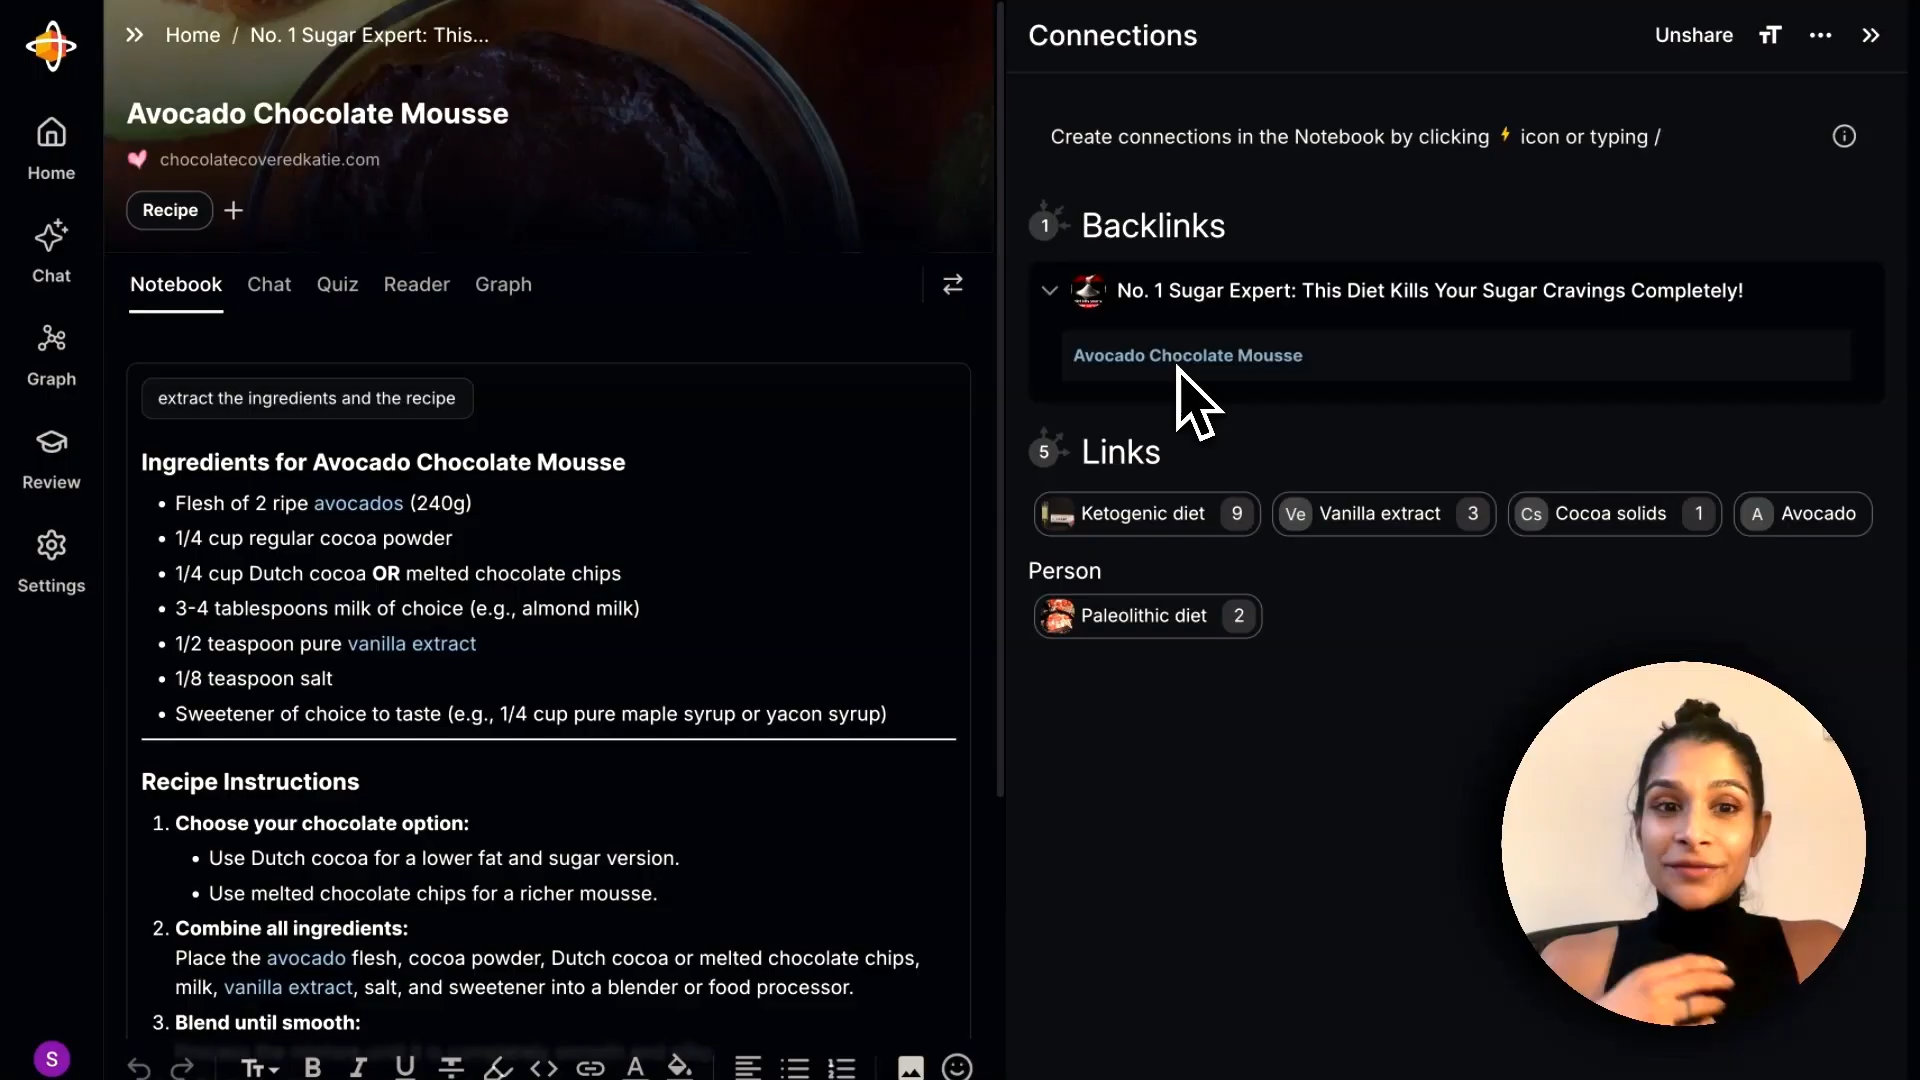 Home / No. 1 Sugar Expert: This...
Avocado Chocolate Mousse
chocolatecoveredkatie.com
Recipe
Home
Chat
Graph
Review
Settings
S
Notebook Chat Quiz Reader Graph
extract the ingredients and the recipe
Ingredients for Avocado Chocolate Mousse
• Flesh of 2 ripe avocados (240g)
• 1/4 cup regular cocoa powder
• 1/4 cup Dutch cocoa OR melted chocolate chips
• 3-4 tablespoons milk of choice (e.g., almond milk)
• 1/2 teaspoon pure vanilla extract
• 1/8 teaspoon salt
• Sweetener of choice to taste (e.g., 1/4 cup pure maple syrup or yacon syrup)
Recipe Instructions
1. Choose your chocolate option:
• Use Dutch cocoa for a lower fat and sugar version.
• Use melted chocolate chips for a richer mousse.
2. Combine all ingredients:
Place the avocado flesh, cocoa powder, Dutch cocoa or melted chocolate chips,
milk, vanilla extract, salt, and sweetener into a blender or food processor.
3. Blend until smooth:
Connections
Unshare
Create connections in the Notebook by clicking ⚡ icon or typing /
1 Backlinks
No. 1 Sugar Expert: This Diet Kills Your Sugar Cravings Completely!
Avocado Chocolate Mousse
5 Links
Ketogenic diet 9 Ve Vanilla extract 3 Cs Cocoa solids 1 A Avocado
Person
Paleolithic diet 2